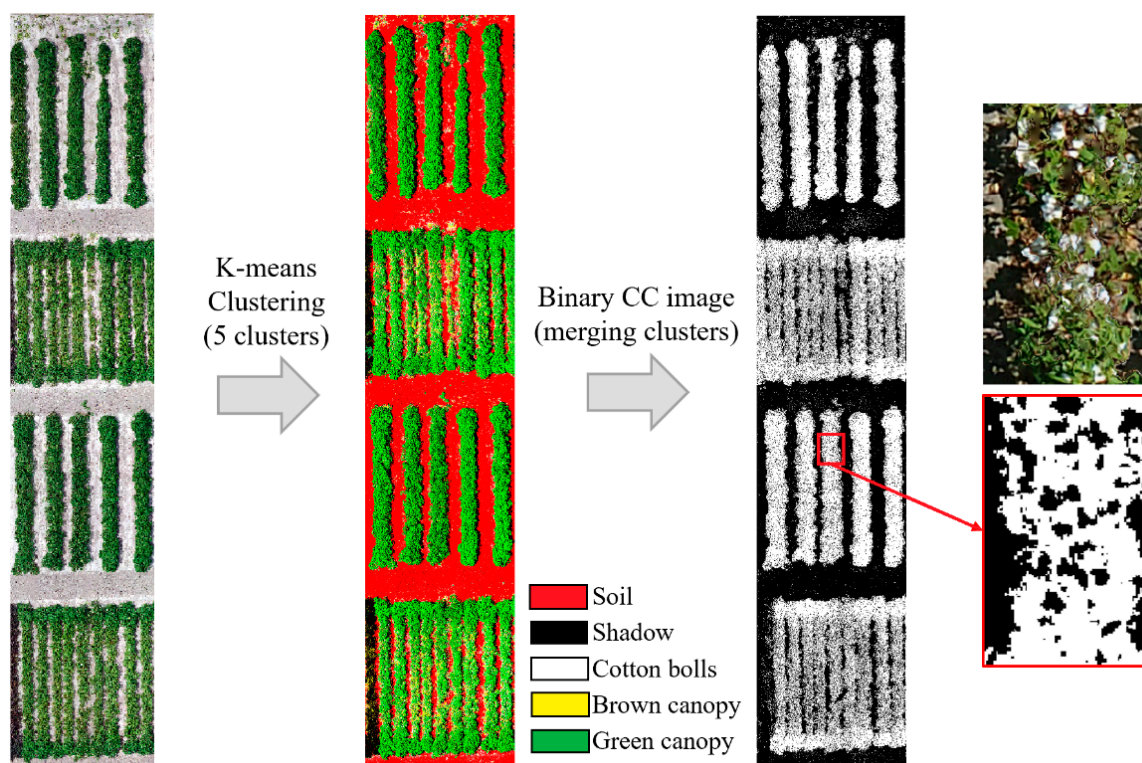 K-means
Clustering
(5 clusters)
Binary CC image
(merging clusters)
Soil
Shadow
Cotton bolls
Brown canopy
Green canopy